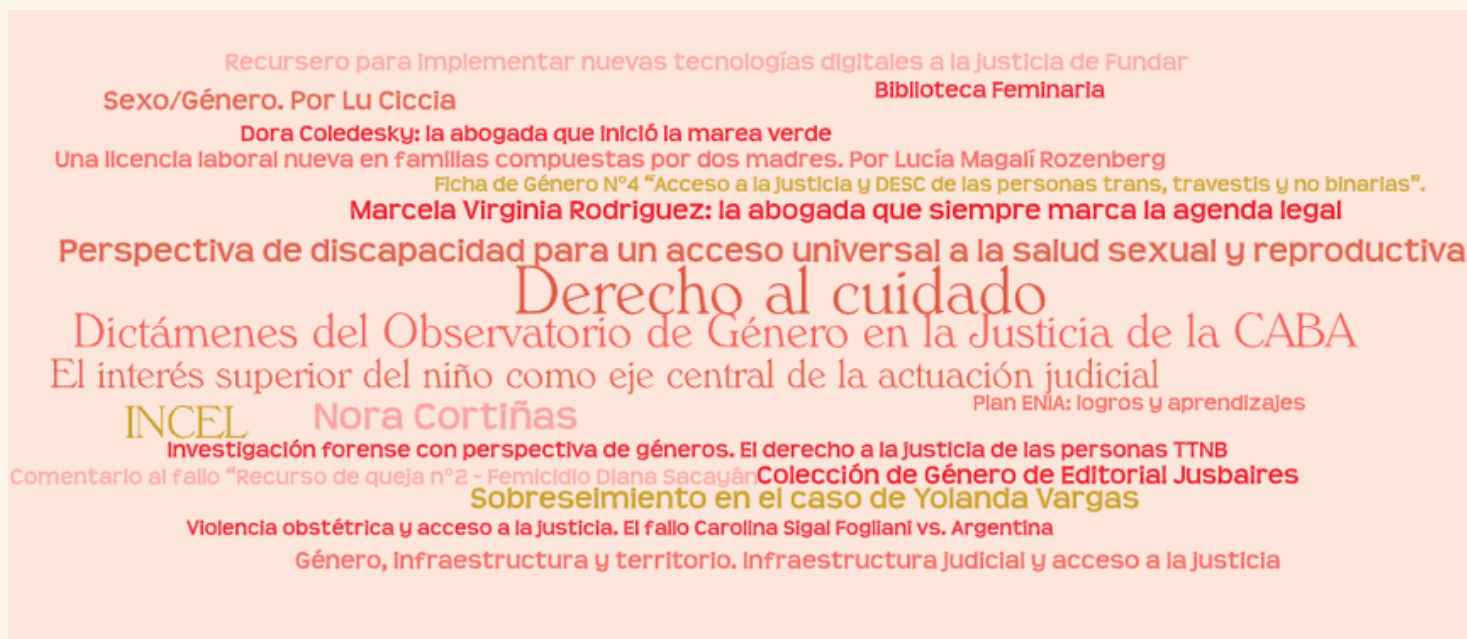 Recursero para implementar nuevas tecnologías digitales a la justicia de Fundar
Biblioteca Feminaria
Sexo/Género. Por Lu Ciccia
Dora Coledesky: la abogada que inició la marea verde
Una licencia laboral nueva en familias compuestas por dos madres. Por Lucía Magalí Rozenberg
Ficha de Género N°4 “Acceso a la justicia y DESC de las personas trans, travestis y no binarias”.
Marcela Virginia Rodriguez: la abogada que siempre marca la agenda legal
Perspectiva de discapacidad para un acceso universal a la salud sexual y reproductiva
Derecho al cuidado
Dictámenes del Observatorio de Género en la Justicia de la CABA
El interés superior del niño como eje central de la actuación judicial
Plan ENIA: logros y aprendizajes
INCEL
Nora Cortiñas
Investigación forense con perspectiva de géneros. El derecho a la justicia de las personas TTNB
Comentario al fallo “Recurso de queja n°2 - Femicidio Diana Sacayán
Colección de Género de Editorial Jusbaires
Sobreseimiento en el caso de Yolanda Vargas
Violencia obstétrica y acceso a la justicia. El fallo Carolina Sigal Fogliani vs. Argentina
Género, infraestructura y territorio. Infraestructura judicial y acceso a la justicia